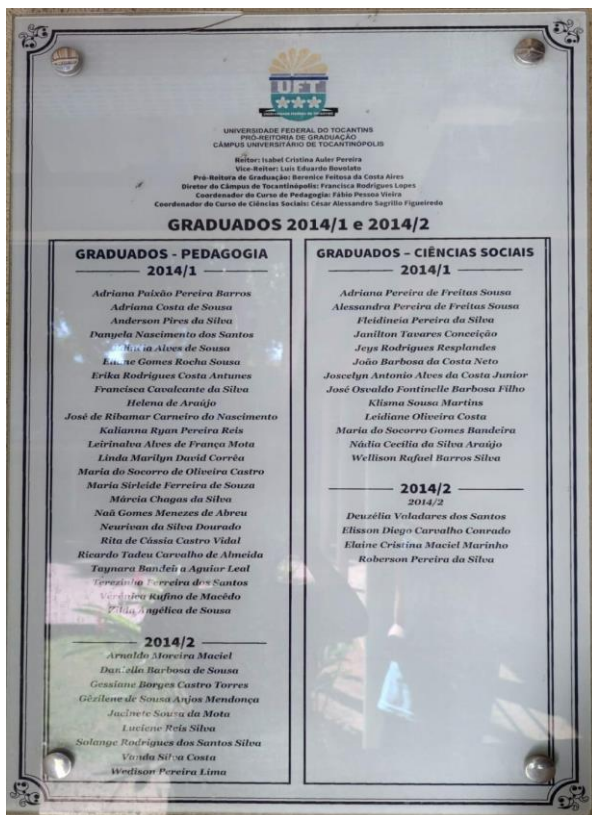 UFT
UNIVERSIDADE FEDERAL DO TOCANTINS
PRÓ-REITORIA DE GRADUAÇÃO
CÂMPUS UNIVERSITÁRIO DE TOCANTINÓPOLIS
Reitor: Isabel Cristina Auler Pereira
Vice-Reitor: Luis Eduardo Bovolato
Pró-Reitora de Graduação: Berenice Feitosa da Costa Aires
Diretor do Câmpus de Tocantinópolis: Francisca Rodrigues Lopes
Coordenador do Curso de Pedagogia: Fábio Pessoa Vieira
Coordenador do Curso de Ciências Sociais: César Alessandro Sagrillo Figueiredo
GRADUADOS 2014/1 e 2014/2
GRADUADOS - PEDAGOGIA
2014/1
Adriana Paixão Pereira Barros
Adriana Costa de Sousa
Anderson Pires da Silva
Danyela Nascimento dos Santos
Alves de Sousa
Gomes Rocha Sousa
Erika Rodrigues Costa Antunes
Francisca Cavalcante da Silva
Helena de Araújo
José de Ribamar Carneiro do Nascimento
Kalianna Ryan Pereira Reis
Leirinalva Alves de França Mota
Linda Marilyn David Corrêa
Maria do Socorro de Oliveira Castro
Maria Sirleide Ferreira de Souza
Márcia Chagas da Silva
Naã Gomes Menezes de Abreu
Neurivan da Silva Dourado
Rita de Cássia Castro Vidal
Ricardo Tadeu Carvalho de Almeida
Taynara Bandeira Aguiar Leal
Terezinha Ferreira dos Santos
Verônica Rufino de Macêdo
Zilda Angélica de Sousa
2014/2
Arnaldo Moreira Maciel
Daniella Barbosa de Sousa
Gessiane Borges Castro Torres
Gêzilene de Sousa Anjos Mendonça
Jacinete Sousa da Mota
Luciene Reis Silva
Solange Rodrigues dos Santos Silva
Vanda Silva Costa
Wedison Pereira Lima
GRADUADOS – CIÊNCIAS SOCIAIS
2014/1
Adriana Pereira de Freitas Sousa
Alessandra Pereira de Freitas Sousa
Fleidineia Pereira da Silva
Janilton Tavares Conceição
Jeys Rodrigues Resplandes
João Barbosa da Costa Neto
Joscelyn Antonio Alves da Costa Junior
José Osvaldo Fontinelle Barbosa Filho
Klisma Sousa Martins
Leidiane Oliveira Costa
Maria do Socorro Gomes Bandeira
Nádia Cecília da Silva Araújo
Wellison Rafael Barros Silva
2014/2
2014/2
Deuzélia Valadares dos Santos
Elisson Diego Carvalho Conrado
Elaine Cristina Maciel Marinho
Roberson Pereira da Silva